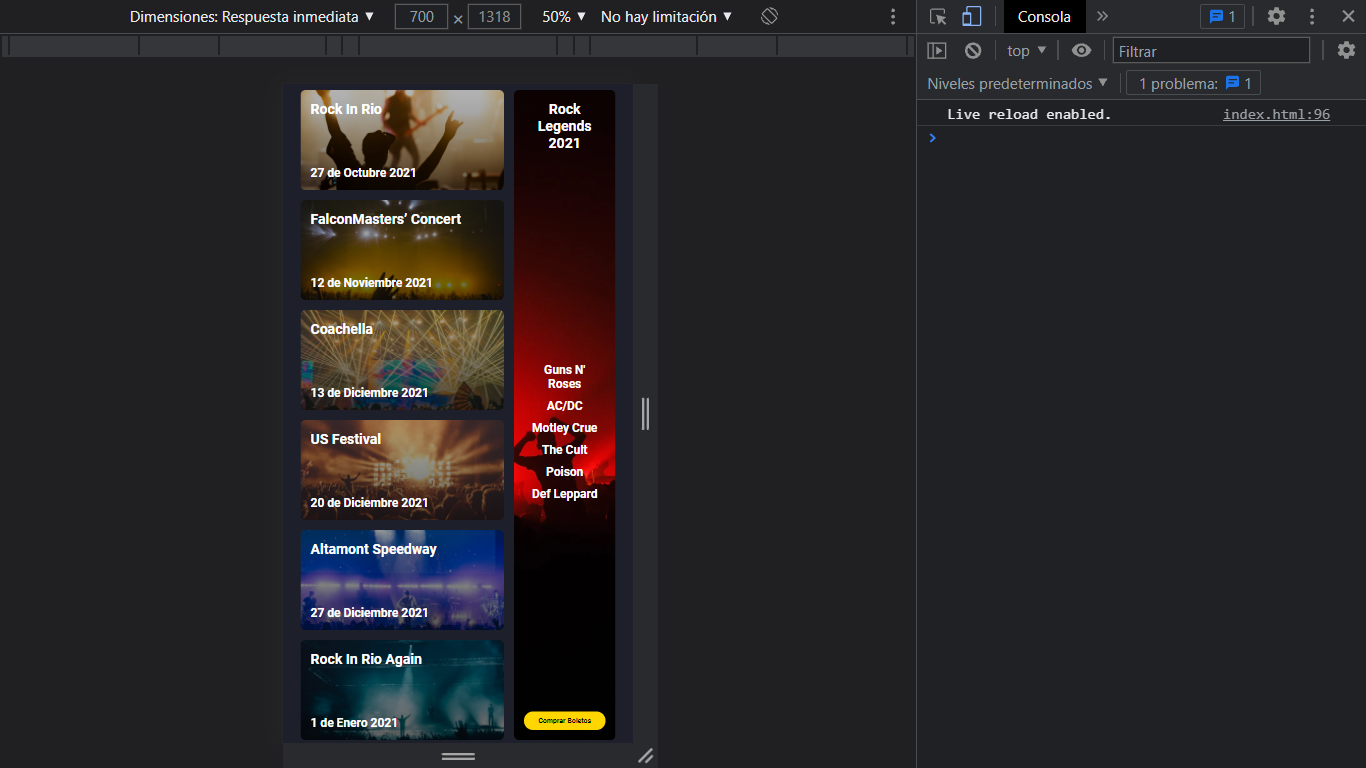 Dimensiones: Respuesta inmediata ▼ 700 × 1318 50% ▼ No hay limitación ▼
Consola » 1
top ▼ Filtrar
Niveles predeterminados ▼ 1 problema: 1
Live reload enabled. index.html:96
Rock In Rio
27 de Octubre 2021
FalconMasters’ Concert
12 de Noviembre 2021
Coachella
13 de Diciembre 2021
US Festival
20 de Diciembre 2021
Altamont Speedway
27 de Diciembre 2021
Rock In Rio Again
1 de Enero 2021
Rock
Legends
2021
Guns N'
Roses
AC/DC
Motley Crue
The Cult
Poison
Def Leppard
Comprar Boletos